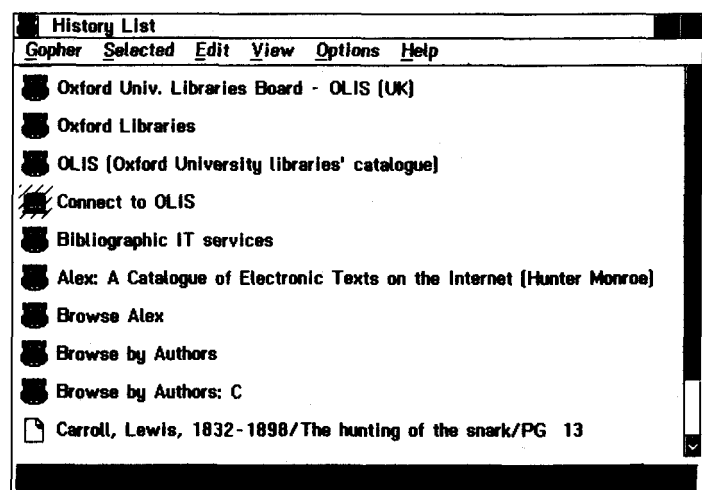 History List
Gopher Selected Edit View Options Help
Oxford Univ. Libraries Board - OLIS (UK)
Oxford Libraries
OLIS (Oxford University libraries' catalogue)
Connect to OLIS
Bibliographic IT services
Alex: A Catalogue of Electronic Texts on the Internet (Hunter Monroe)
Browse Alex
Browse by Authors
Browse by Authors: C
Carroll, Lewis, 1832-1898/The hunting of the snark/PG 13